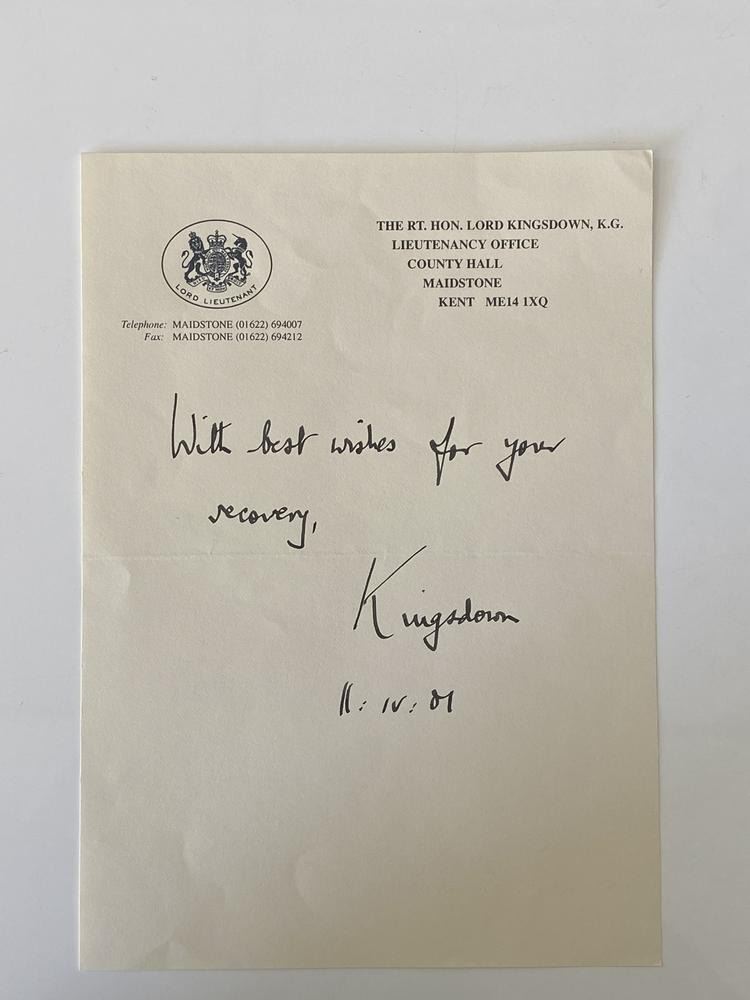 LORD LIEUTENANT
Telephone: MAIDSTONE (01622) 694007
Fax: MAIDSTONE (01622) 694212
THE RT. HON. LORD KINGSDOWN, K.G.
LIEUTENANCY OFFICE
COUNTY HALL
MAIDSTONE
KENT ME14 1XQ
With best wishes for your
recovery,
Kingsdown
11: IV: 01